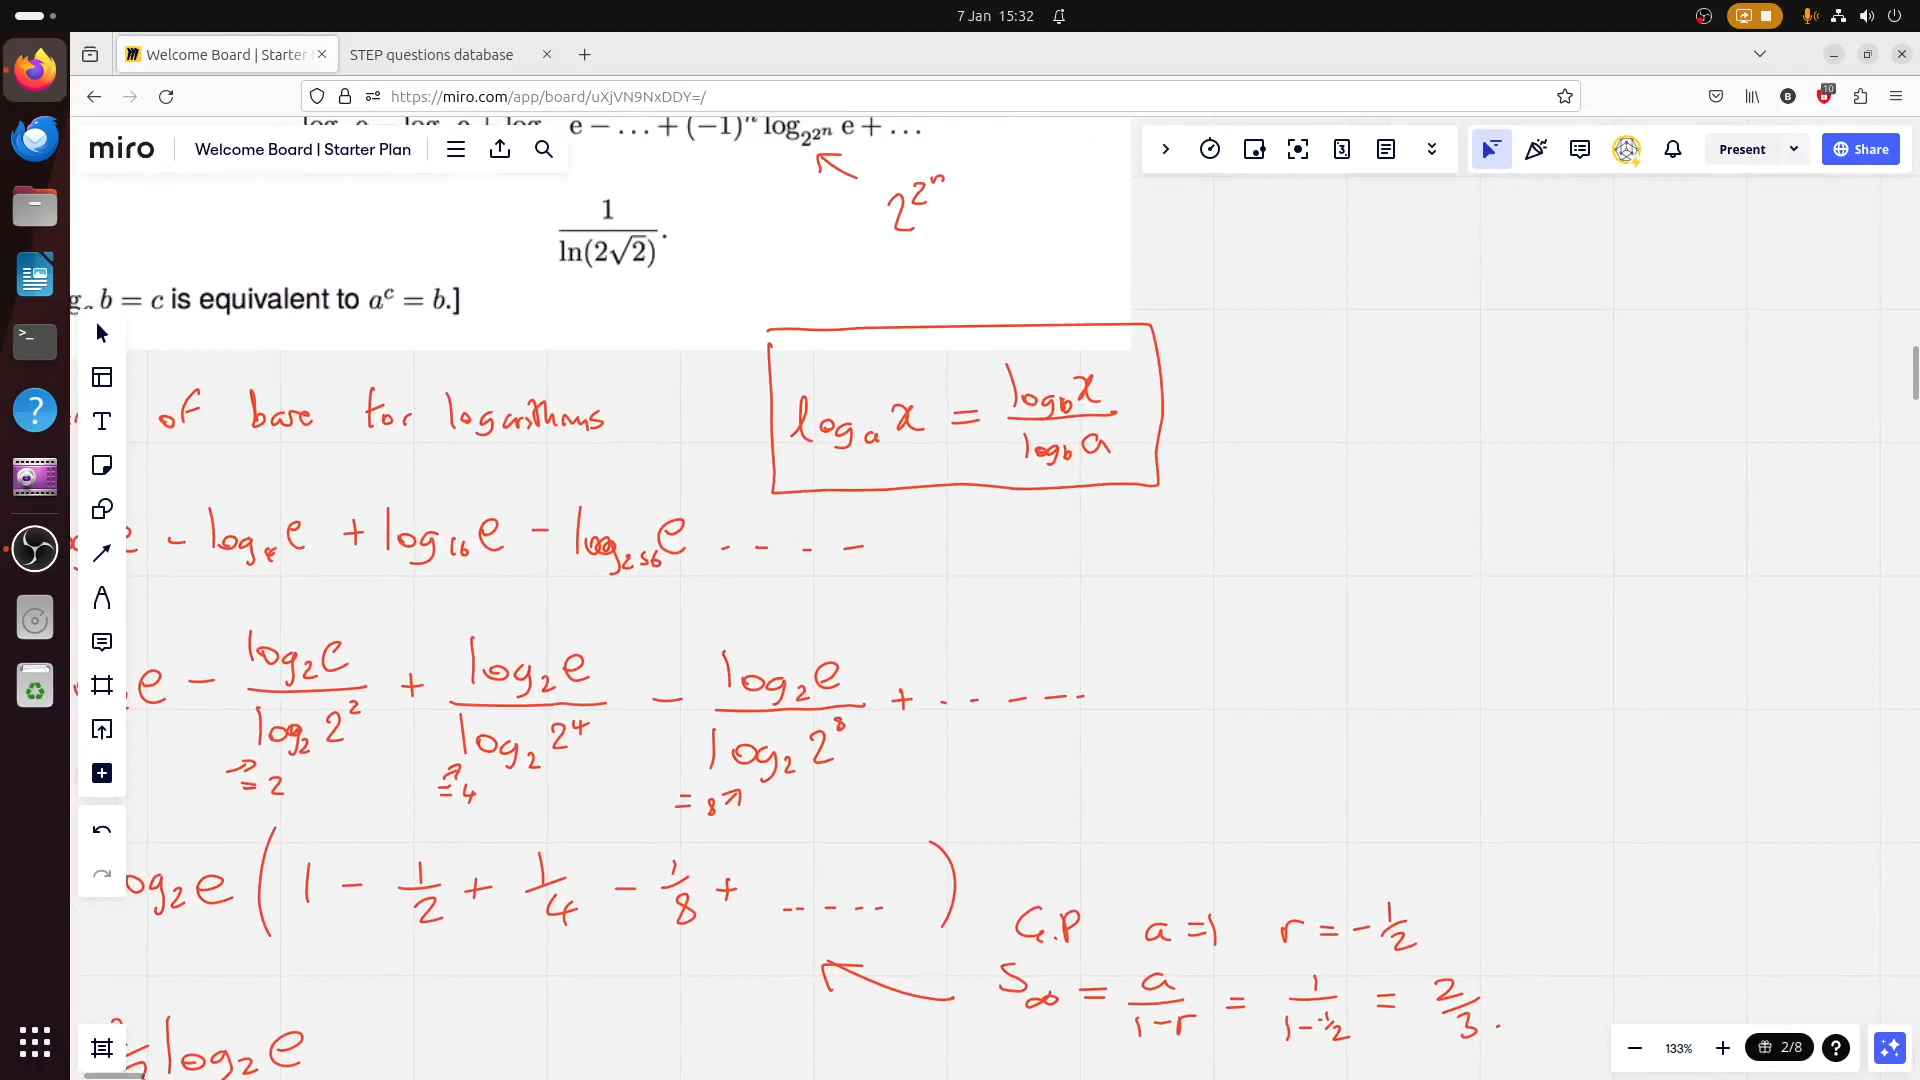 7 Jan 15:32
Welcome Board | Starter
STEP questions database
https://miro.com/app/board/uXjVN9NxDDY=/
10
e − … + (−1)ⁿ log_{2^{2^n}} e + …
miro
Welcome Board | Starter Plan
3
Present
Share
2^{2^n}
1/ln(2√2).
b = c is equivalent to a^c = b.]
of base for logarithms
log_a x = log_b x / log_b a
e − log_4 e + log_16 e − log_256 e - - - -
e − log_2 e / log_2 2^2 + log_2 e / log_2 2^4 − log_2 e / log_2 2^8 + - - - - -
= 2
= 4
= 8
log_2 e ( 1 − 1/2 + 1/4 − 1/8 + - - - - - )
G.P a = 1 r = − 1/2
S_∞ = a/(1−r) = 1/(1−-1/2) = 2/3 .
log_2 e
133%
2/8